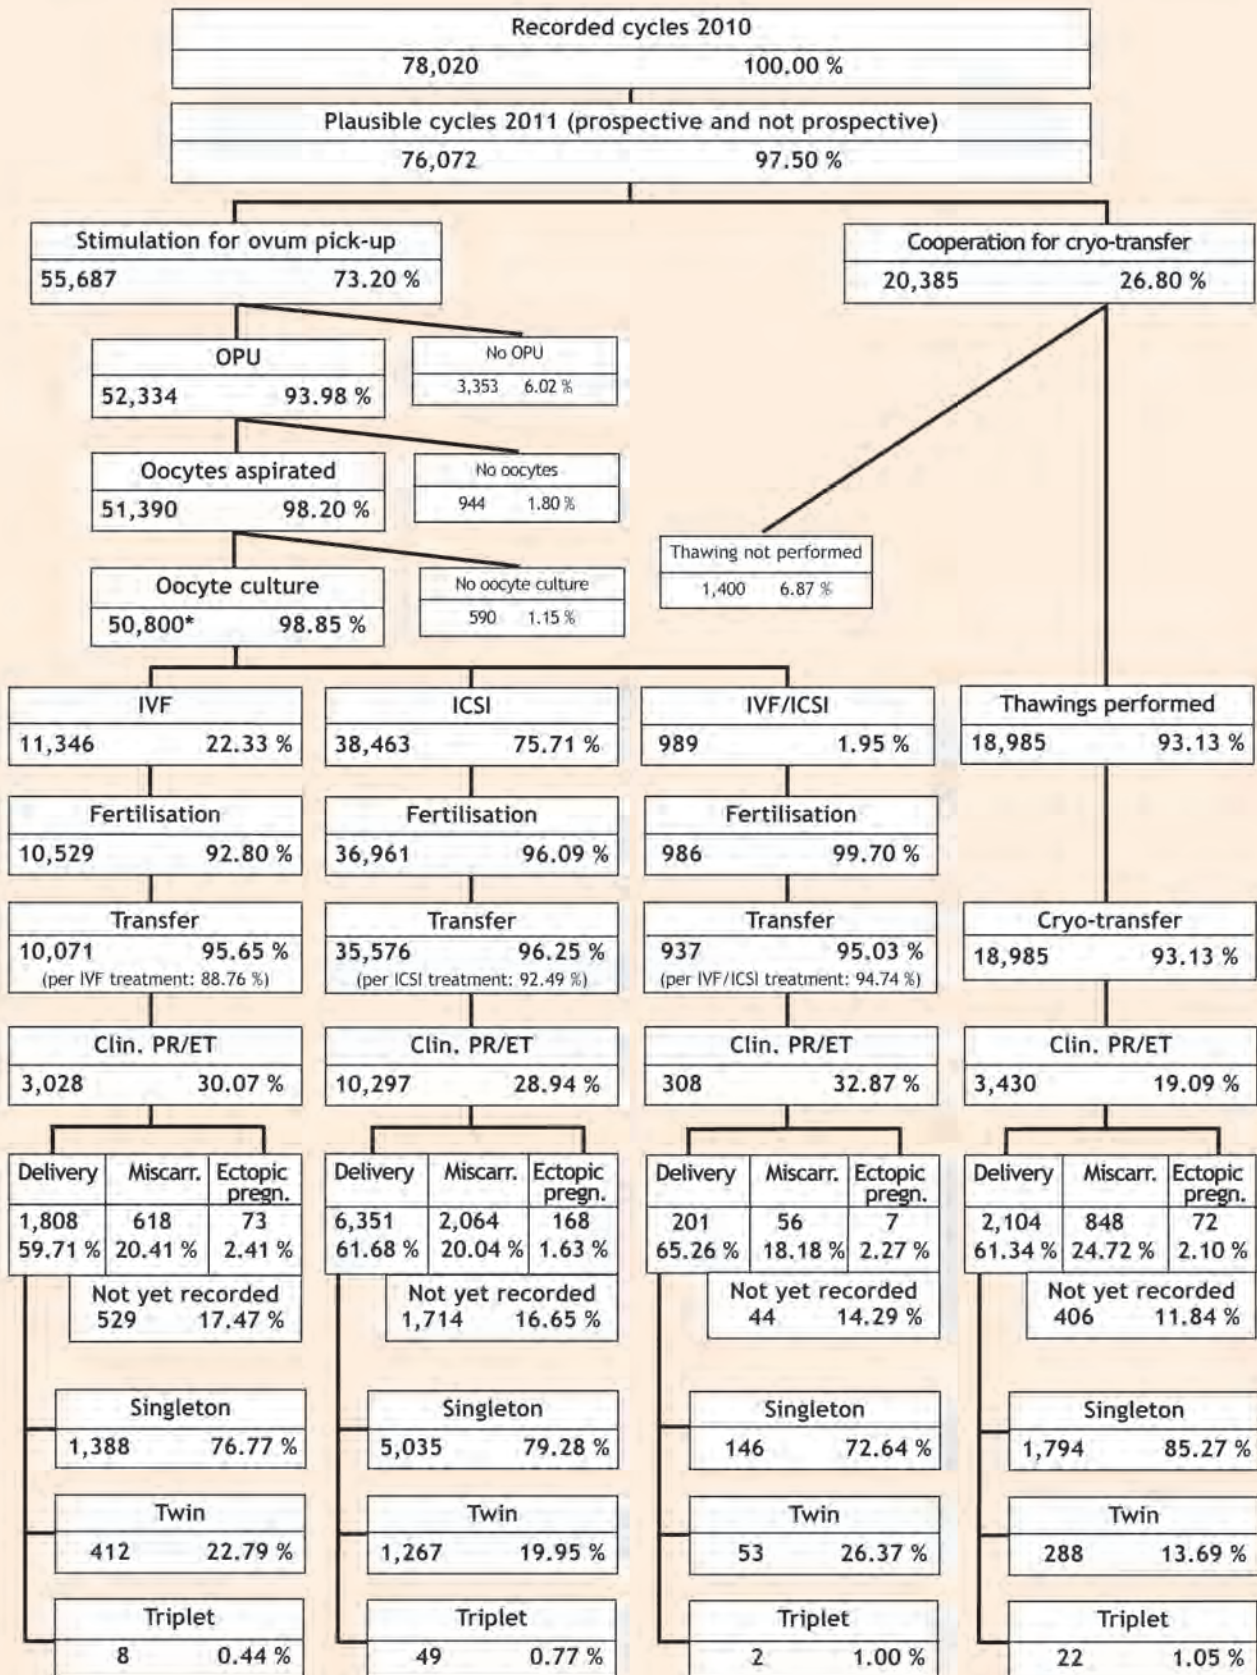 Recorded cycles 2010
78,020 100.00 %
Plausible cycles 2011 (prospective and not prospective)
76,072 97.50 %
Stimulation for ovum pick-up
55,687 73.20 %
Cooperation for cryo-transfer
20,385 26.80 %
OPU
52,334 93.98 %
No OPU
3,353 6.02 %
Oocytes aspirated
51,390 98.20 %
No oocytes
944 1.80 %
Oocyte culture
50,800* 98.85 %
No oocyte culture
590 1.15 %
Thawing not performed
1,400 6.87 %
IVF
11,346 22.33 %
ICSI
38,463 75.71 %
IVF/ICSI
989 1.95 %
Thawings performed
18,985 93.13 %
Fertilisation
10,529 92.80 %
Fertilisation
36,961 96.09 %
Fertilisation
986 99.70 %
Transfer
10,071 95.65 %
(per IVF treatment: 88.76 %)
Transfer
35,576 96.25 %
(per ICSI treatment: 92.49 %)
Transfer
937 95.03 %
(per IVF/ICSI treatment: 94.74 %)
Cryo-transfer
18,985 93.13 %
Clin. PR/ET
3,028 30.07 %
Clin. PR/ET
10,297 28.94 %
Clin. PR/ET
308 32.87 %
Clin. PR/ET
3,430 19.09 %
Delivery Miscarr. Ectopic
pregn.
1,808 618 73
59.71 % 20.41 % 2.41 %
Not yet recorded
529 17.47 %
Delivery Miscarr. Ectopic
pregn.
6,351 2,064 168
61.68 % 20.04 % 1.63 %
Not yet recorded
1,714 16.65 %
Delivery Miscarr. Ectopic
pregn.
201 56 7
65.26 % 18.18 % 2.27 %
Not yet recorded
44 14.29 %
Delivery Miscarr. Ectopic
pregn.
2,104 848 72
61.34 % 24.72 % 2.10 %
Not yet recorded
406 11.84 %
Singleton
1,388 76.77 %
Singleton
5,035 79.28 %
Singleton
146 72.64 %
Singleton
1,794 85.27 %
Twin
412 22.79 %
Twin
1,267 19.95 %
Twin
53 26.37 %
Twin
288 13.69 %
Triplet
8 0.44 %
Triplet
49 0.77 %
Triplet
2 1.00 %
Triplet
22 1.05 %